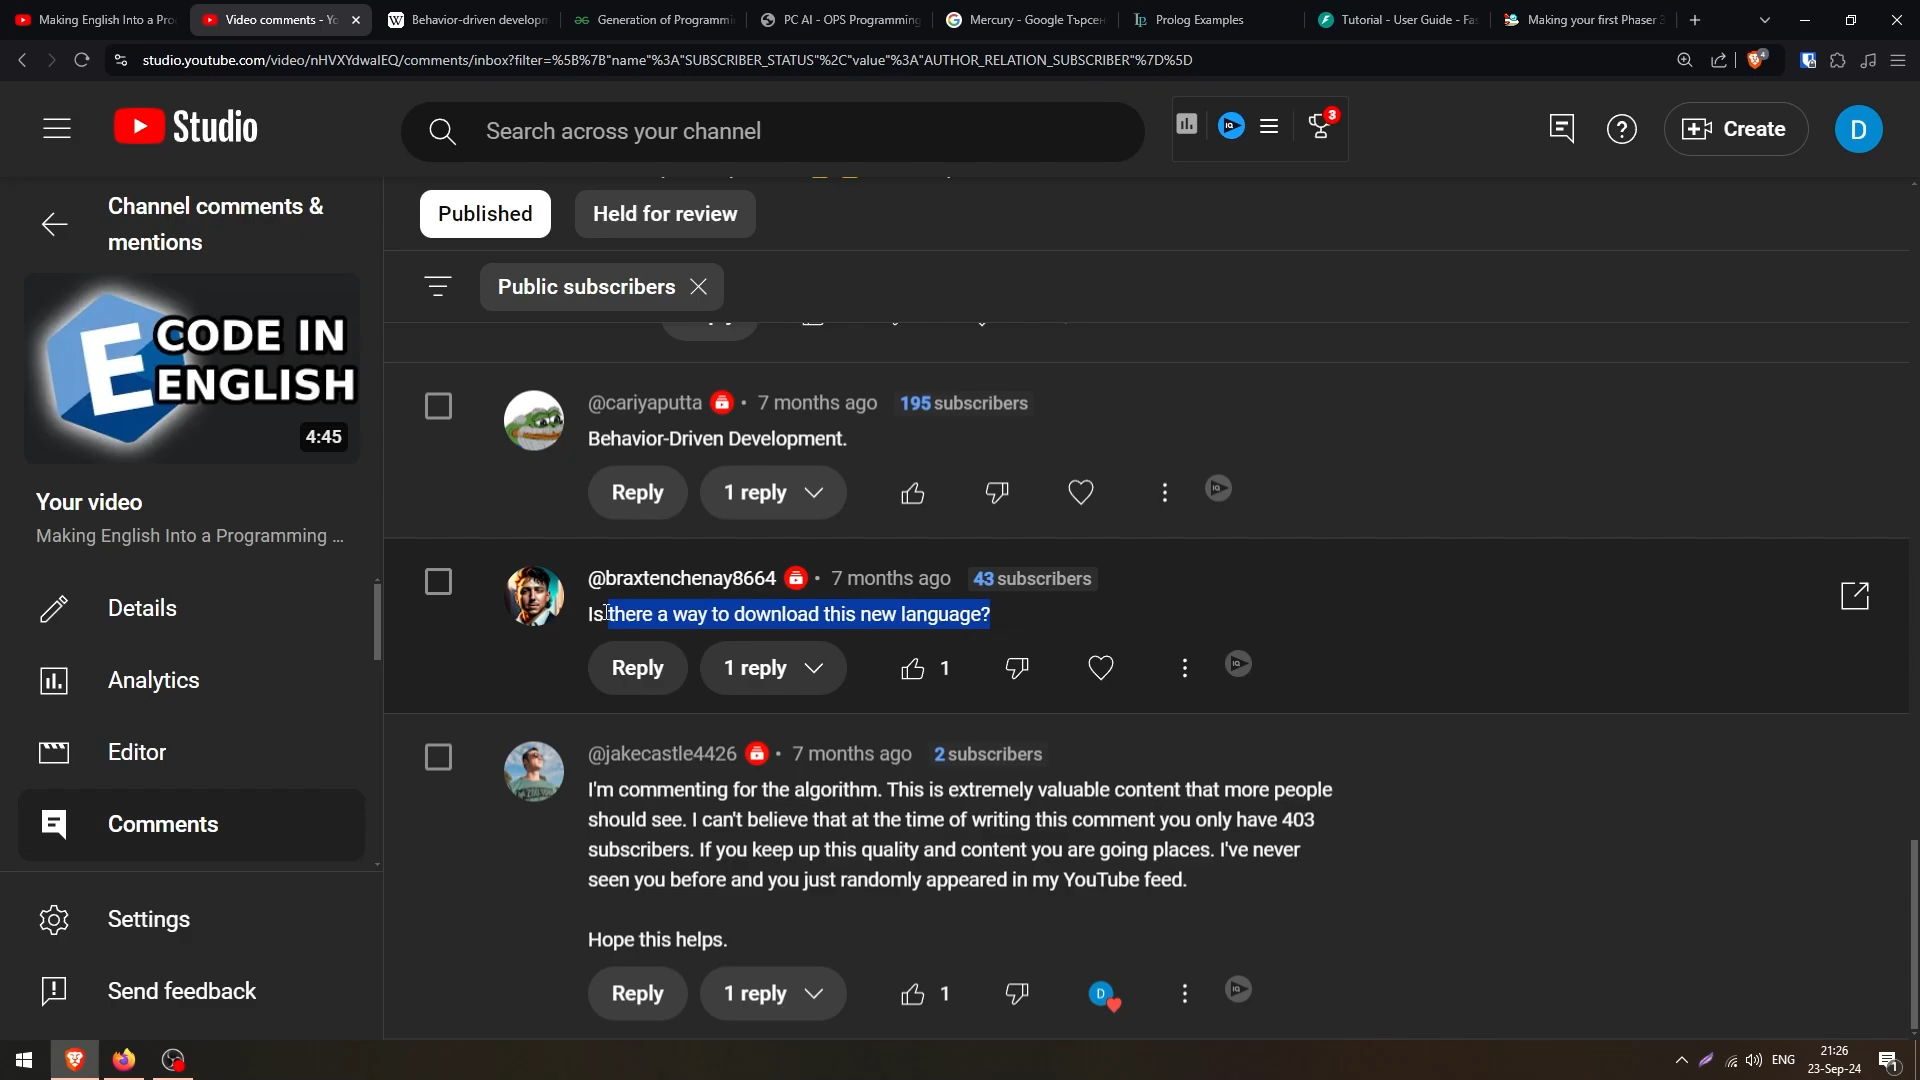 Making English Into a Pro
Video comments - Yo
Behavior-driven developm
Generation of Programmi
PC AI - OPS Programming
Mercury - Google Търсен
Prolog Examples
Tutorial - User Guide - Fas
Making your first Phaser 3
studio.youtube.com/video/nHVXYdwaIEQ/comments/inbox?filter=%5B%7B"name"%3A"SUBSCRIBER_STATUS"%2C"value"%3A"AUTHOR_RELATION_SUBSCRIBER"%7D%5D
4
Studio
Search across your channel
IQ
3
Create
D
Channel comments &
mentions
E CODE IN
ENGLISH
4:45
Your video
Making English Into a Programming ...
Details
Analytics
Editor
Comments
Settings
Send feedback
Published
Held for review
Public subscribers
@cariyaputta • 7 months ago 195 subscribers
Behavior-Driven Development.
Reply 1 reply
@braxtenchenay8664 • 7 months ago 43 subscribers
Is there a way to download this new language?
Reply 1 reply 1
@jakecastle4426 • 7 months ago 2 subscribers
I'm commenting for the algorithm. This is extremely valuable content that more people
should see. I can't believe that at the time of writing this comment you only have 403
subscribers. If you keep up this quality and content you are going places. I've never
seen you before and you just randomly appeared in my YouTube feed.
Hope this helps.
Reply 1 reply 1 D
ENG
21:26
23-Sep-24
1